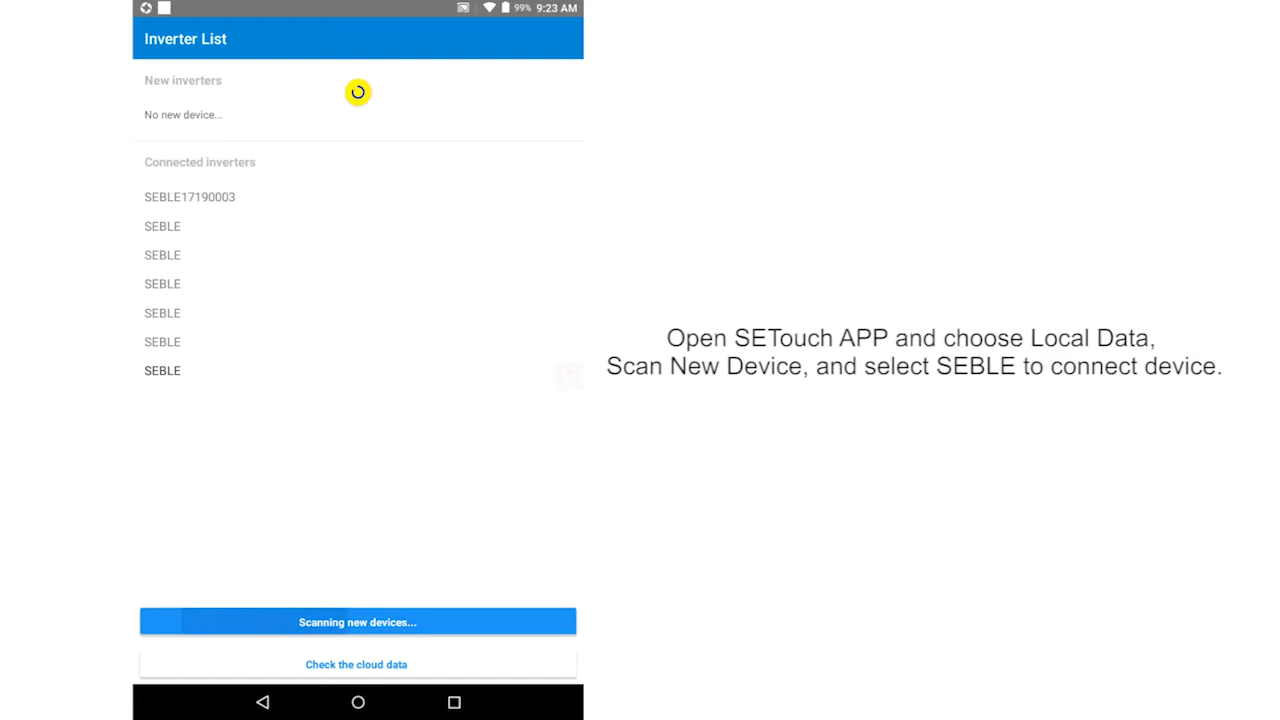 99% 9:23 AM
Inverter List
New inverters
No new device...
Connected inverters
SEBLE17190003
SEBLE
SEBLE
SEBLE
SEBLE
SEBLE
SEBLE
Open SETouch APP and choose Local Data,
Scan New Device, and select SEBLE to connect device.
Scanning new devices...
Check the cloud data